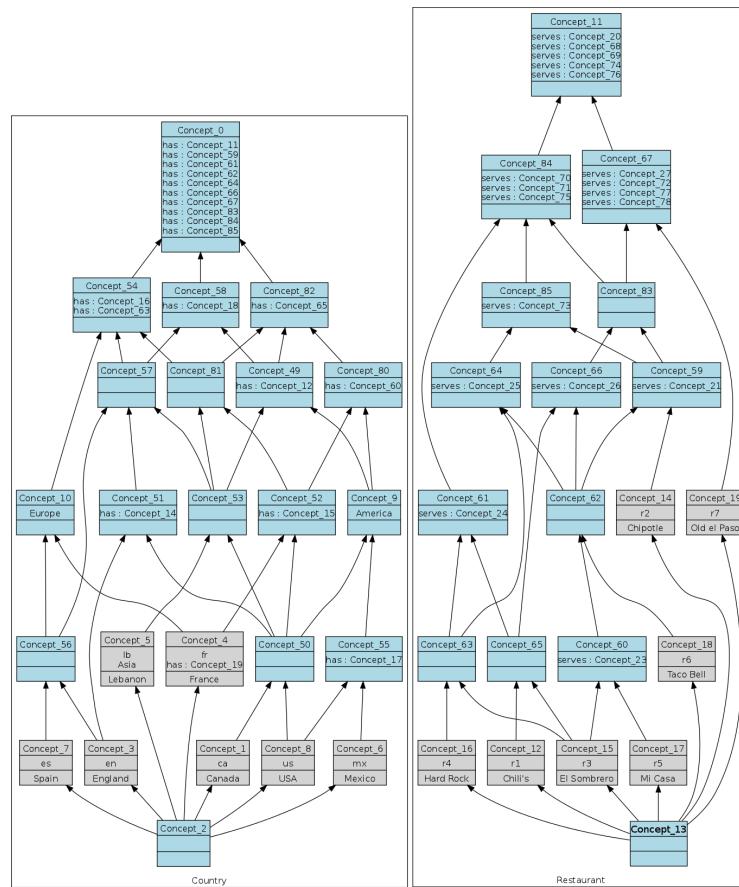 Concept_11
serves : Concept_20
serves : Concept_68
serves : Concept_69
serves : Concept_74
serves : Concept_76
Concept_0
has : Concept_11
has : Concept_59
has : Concept_61
has : Concept_62
has : Concept_64
has : Concept_66
has : Concept_67
has : Concept_83
has : Concept_84
has : Concept_85
Concept_84
serves : Concept_70
serves : Concept_71
serves : Concept_75
Concept_67
serves : Concept_27
serves : Concept_72
serves : Concept_77
serves : Concept_78
Concept_54
has : Concept_16
has : Concept_63
Concept_58
has : Concept_18
Concept_82
has : Concept_65
Concept_85
serves : Concept_73
Concept_83
Concept_57
Concept_81
Concept_49
has : Concept_12
Concept_80
has : Concept_60
Concept_64
serves : Concept_25
Concept_66
serves : Concept_26
Concept_59
serves : Concept_21
Concept_10
Europe
Concept_51
has : Concept_14
Concept_53
Concept_52
has : Concept_15
Concept_9
America
Concept_61
serves : Concept_24
Concept_62
Concept_14
r2
Chipotle
Concept_19
r7
Old el Paso
Concept_56
Concept_5
lb
Asia
Lebanon
Concept_4
fr
has : Concept_19
France
Concept_50
Concept_55
has : Concept_17
Concept_63
Concept_65
Concept_60
serves : Concept_23
Concept_18
r6
Taco Bell
Concept_7
es
Spain
Concept_3
en
England
Concept_1
ca
Canada
Concept_8
us
USA
Concept_6
mx
Mexico
Concept_16
r4
Hard Rock
Concept_12
r1
Chili's
Concept_15
r3
El Sombrero
Concept_17
r5
Mi Casa
Concept_2
Concept_13
Country
Restaurant